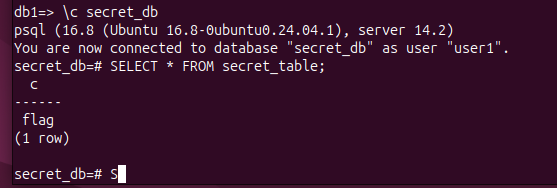 db1=> \c secret_db
psql (16.8 (Ubuntu 16.8-0ubuntu0.24.04.1), server 14.2)
You are now connected to database "secret_db" as user "user1".
secret_db=# SELECT * FROM secret_table;
  c
------
 flag
(1 row)

secret_db=# S